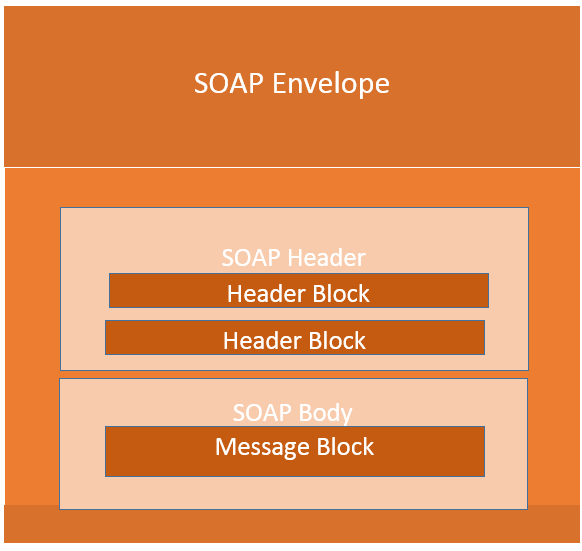 SOAP Envelope
SOAP Header
Header Block
Header Block
SOAP Body
Message Block